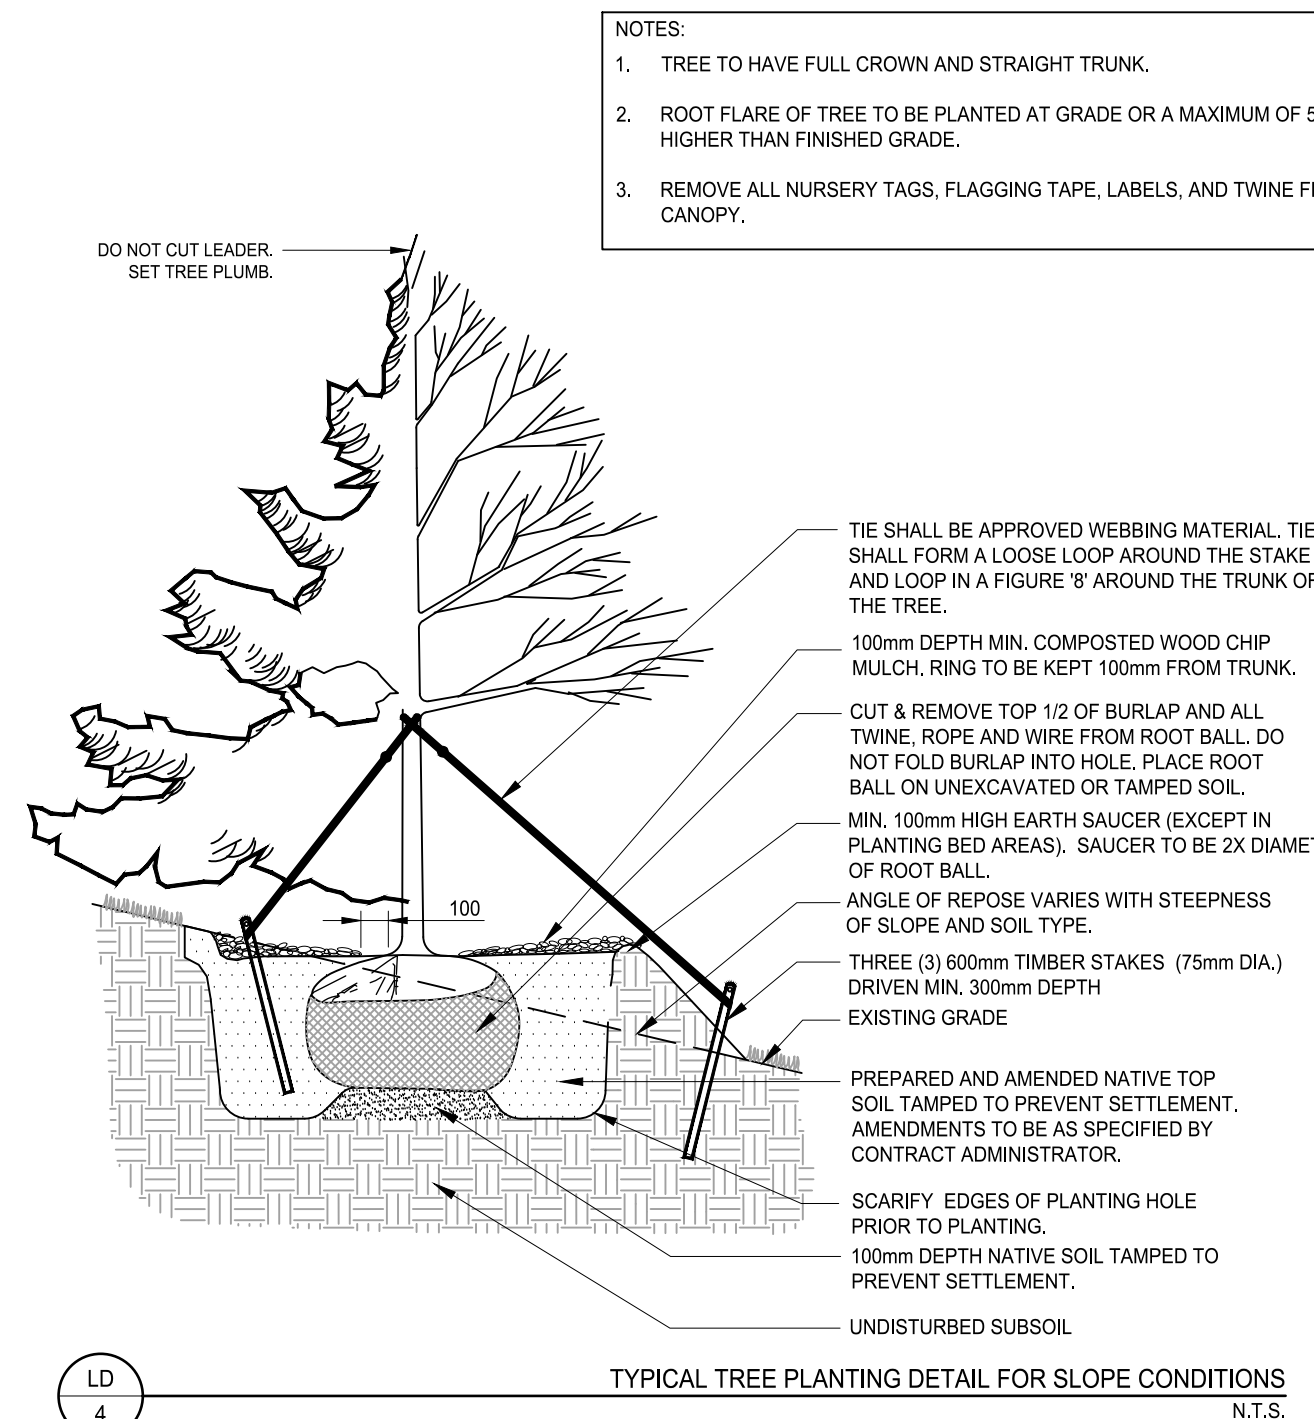 NOTES:
1. TREE TO HAVE FULL CROWN AND STRAIGHT TRUNK.
2. ROOT FLARE OF TREE TO BE PLANTED AT GRADE OR A MAXIMUM OF 5
HIGHER THAN FINISHED GRADE.
3. REMOVE ALL NURSERY TAGS, FLAGGING TAPE, LABELS, AND TWINE
CANOPY.
DO NOT CUT LEADER.
SET TREE PLUMB.
TIE SHALL BE APPROVED WEBBING MATERIAL. TIE
SHALL FORM A LOOSE LOOP AROUND THE STAKE
AND LOOP IN A FIGURE '8' AROUND THE TRUNK OF
THE TREE.
100mm DEPTH MIN. COMPOSTED WOOD CHIP
MULCH. RING TO BE KEPT 100mm FROM TRUNK.
CUT & REMOVE TOP 1/2 OF BURLAP AND ALL
TWINE, ROPE AND WIRE FROM ROOT BALL. DO
NOT FOLD BURLAP INTO HOLE. PLACE ROOT
BALL ON UNEXCAVATED OR TAMPED SOIL.
MIN. 100mm HIGH EARTH SAUCER (EXCEPT IN
PLANTING BED AREAS). SAUCER TO BE 2X DIAMET
OF ROOT BALL.
ANGLE OF REPOSE VARIES WITH STEEPNESS
OF SLOPE AND SOIL TYPE.
100
THREE (3) 600mm TIMBER STAKES (75mm DIA.)
DRIVEN MIN. 300mm DEPTH
EXISTING GRADE
PREPARED AND AMENDED NATIVE TOP
SOIL TAMPED TO PREVENT SETTLEMENT.
AMENDMENTS TO BE AS SPECIFIED BY
CONTRACT ADMINISTRATOR.
SCARIFY EDGES OF PLANTING HOLE
PRIOR TO PLANTING.
100mm DEPTH NATIVE SOIL TAMPED TO
PREVENT SETTLEMENT.
UNDISTURBED SUBSOIL
LD
4
TYPICAL TREE PLANTING DETAIL FOR SLOPE CONDITIONS
N.T.S.